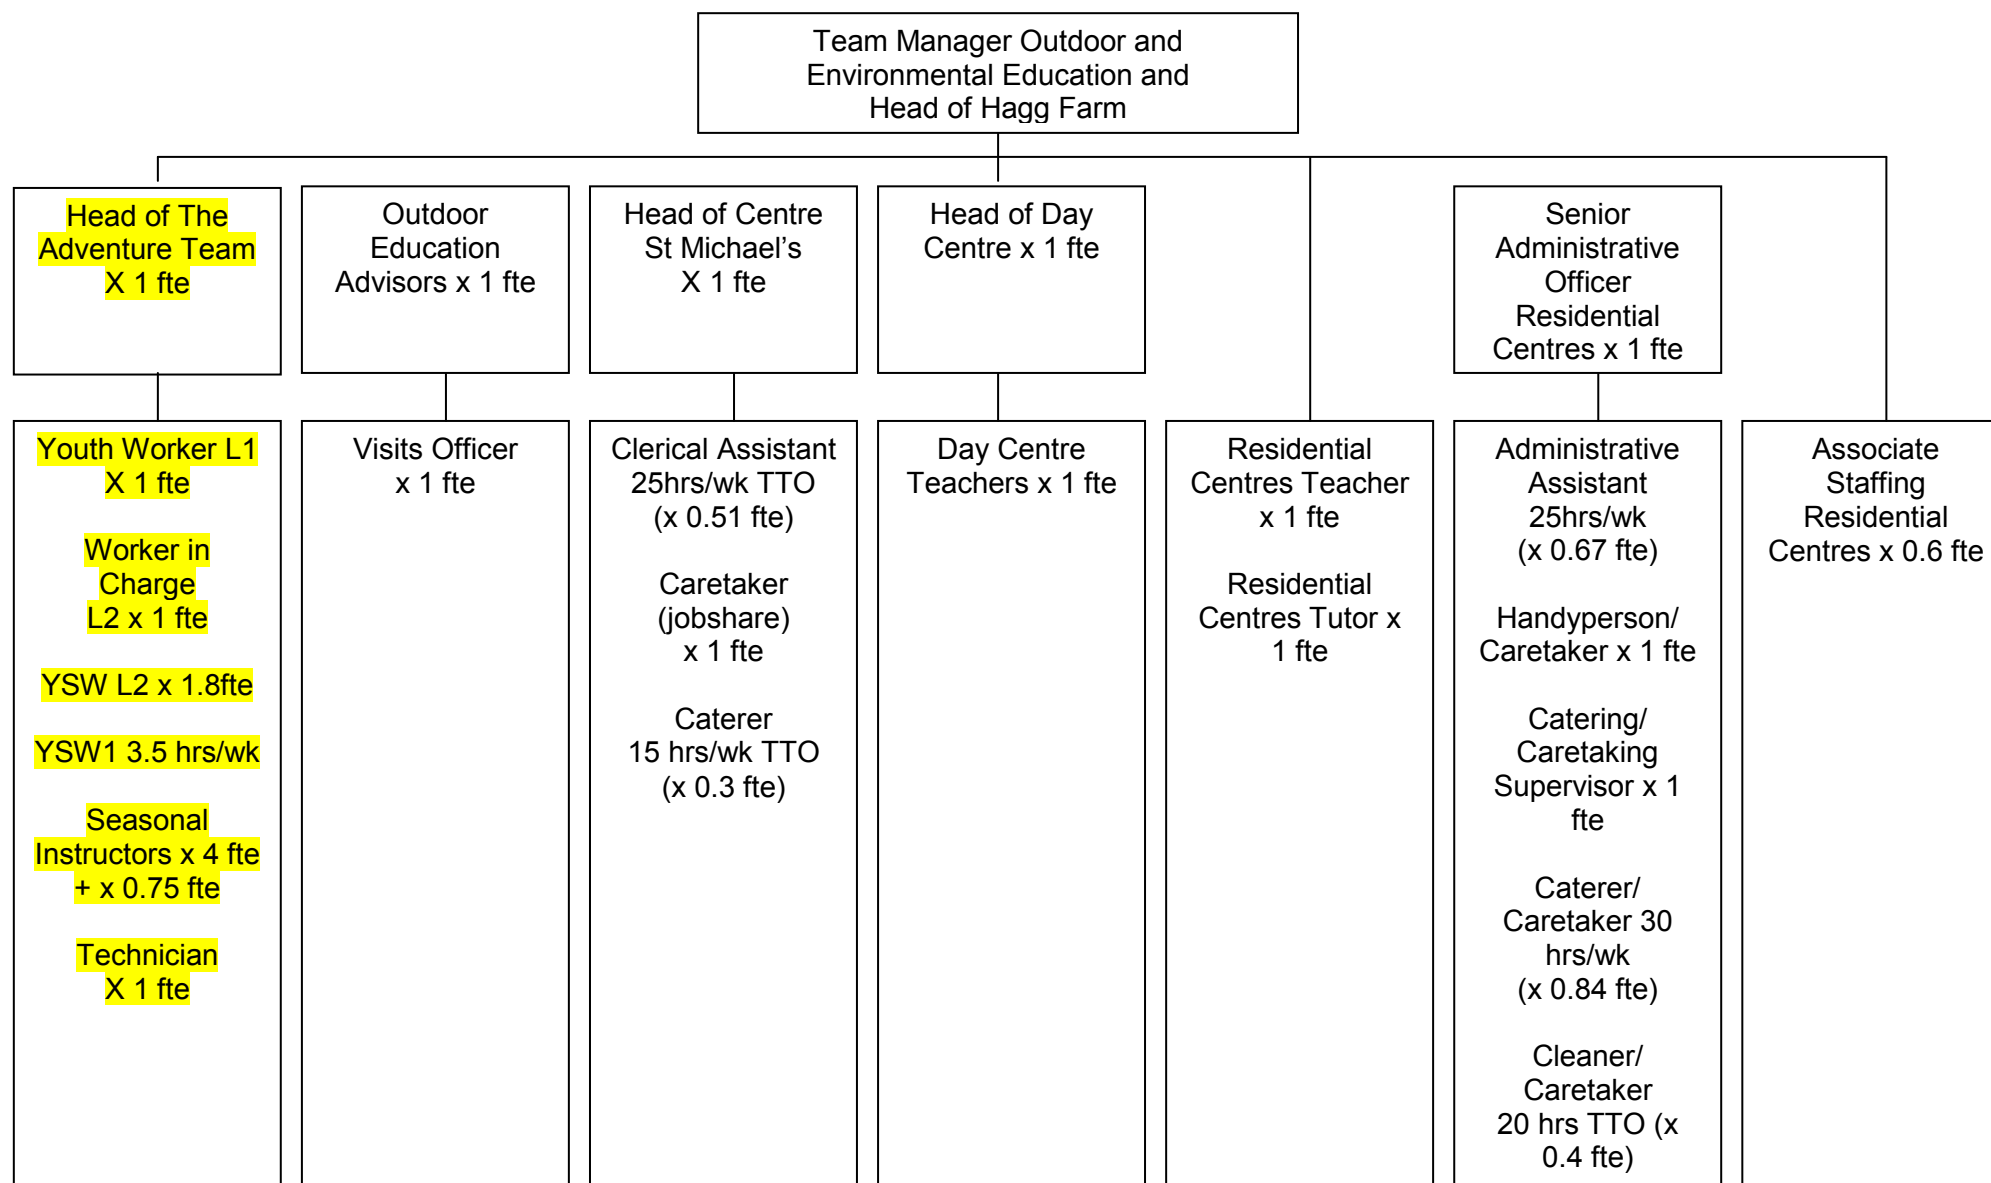 Team Manager Outdoor and
Environmental Education and
Head of Hagg Farm
Head of The
Adventure Team
X 1 fte
Outdoor
Education
Advisors x 1 fte
Head of Centre
St Michael’s
X 1 fte
Head of Day
Centre x 1 fte
Senior
Administrative
Officer
Residential
Centres x 1 fte
Youth Worker L1
X 1 fte
Worker in
Charge
L2 x 1 fte
YSW L2 x 1.8fte
YSW1 3.5 hrs/wk
Seasonal
Instructors x 4 fte
+ x 0.75 fte
Technician
X 1 fte
Visits Officer
x 1 fte
Clerical Assistant
25hrs/wk TTO
(x 0.51 fte)
Caretaker
(jobshare)
x 1 fte
Caterer
15 hrs/wk TTO
(x 0.3 fte)
Day Centre
Teachers x 1 fte
Residential
Centres Teacher
x 1 fte
Residential
Centres Tutor x
1 fte
Administrative
Assistant
25hrs/wk
(x 0.67 fte)
Handyperson/
Caretaker x 1 fte
Catering/
Caretaking
Supervisor x 1
fte
Caterer/
Caretaker 30
hrs/wk
(x 0.84 fte)
Cleaner/
Caretaker
20 hrs TTO (x
0.4 fte)
Associate
Staffing
Residential
Centres x 0.6 fte